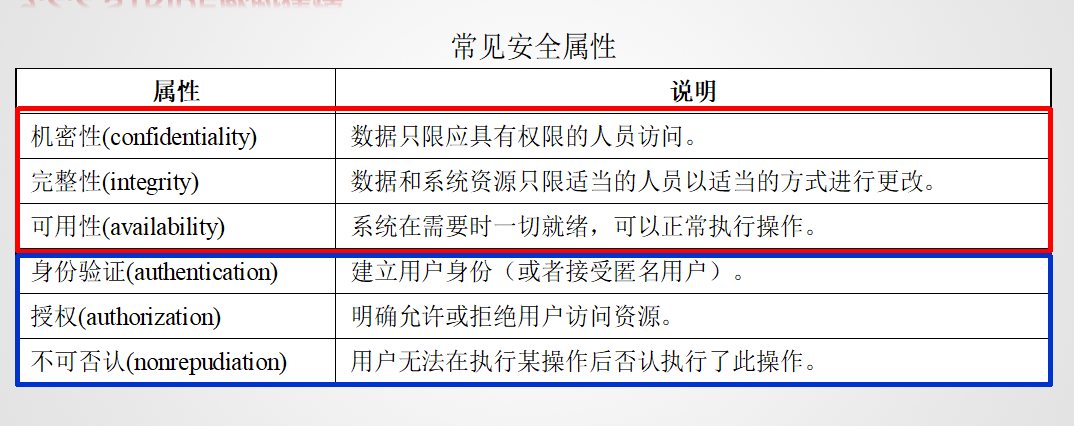 常见安全属性
属性 说明
机密性(confidentiality) 数据只限应具有权限的人员访问。
完整性(integrity) 数据和系统资源只限适当的人员以适当的方式进行更改。
可用性(availability) 系统在需要时一切就绪，可以正常执行操作。
身份验证(authentication) 建立用户身份（或者接受匿名用户）。
授权(authorization) 明确允许或拒绝用户访问资源。
不可否认(nonrepudiation) 用户无法在执行某操作后否认执行了此操作。